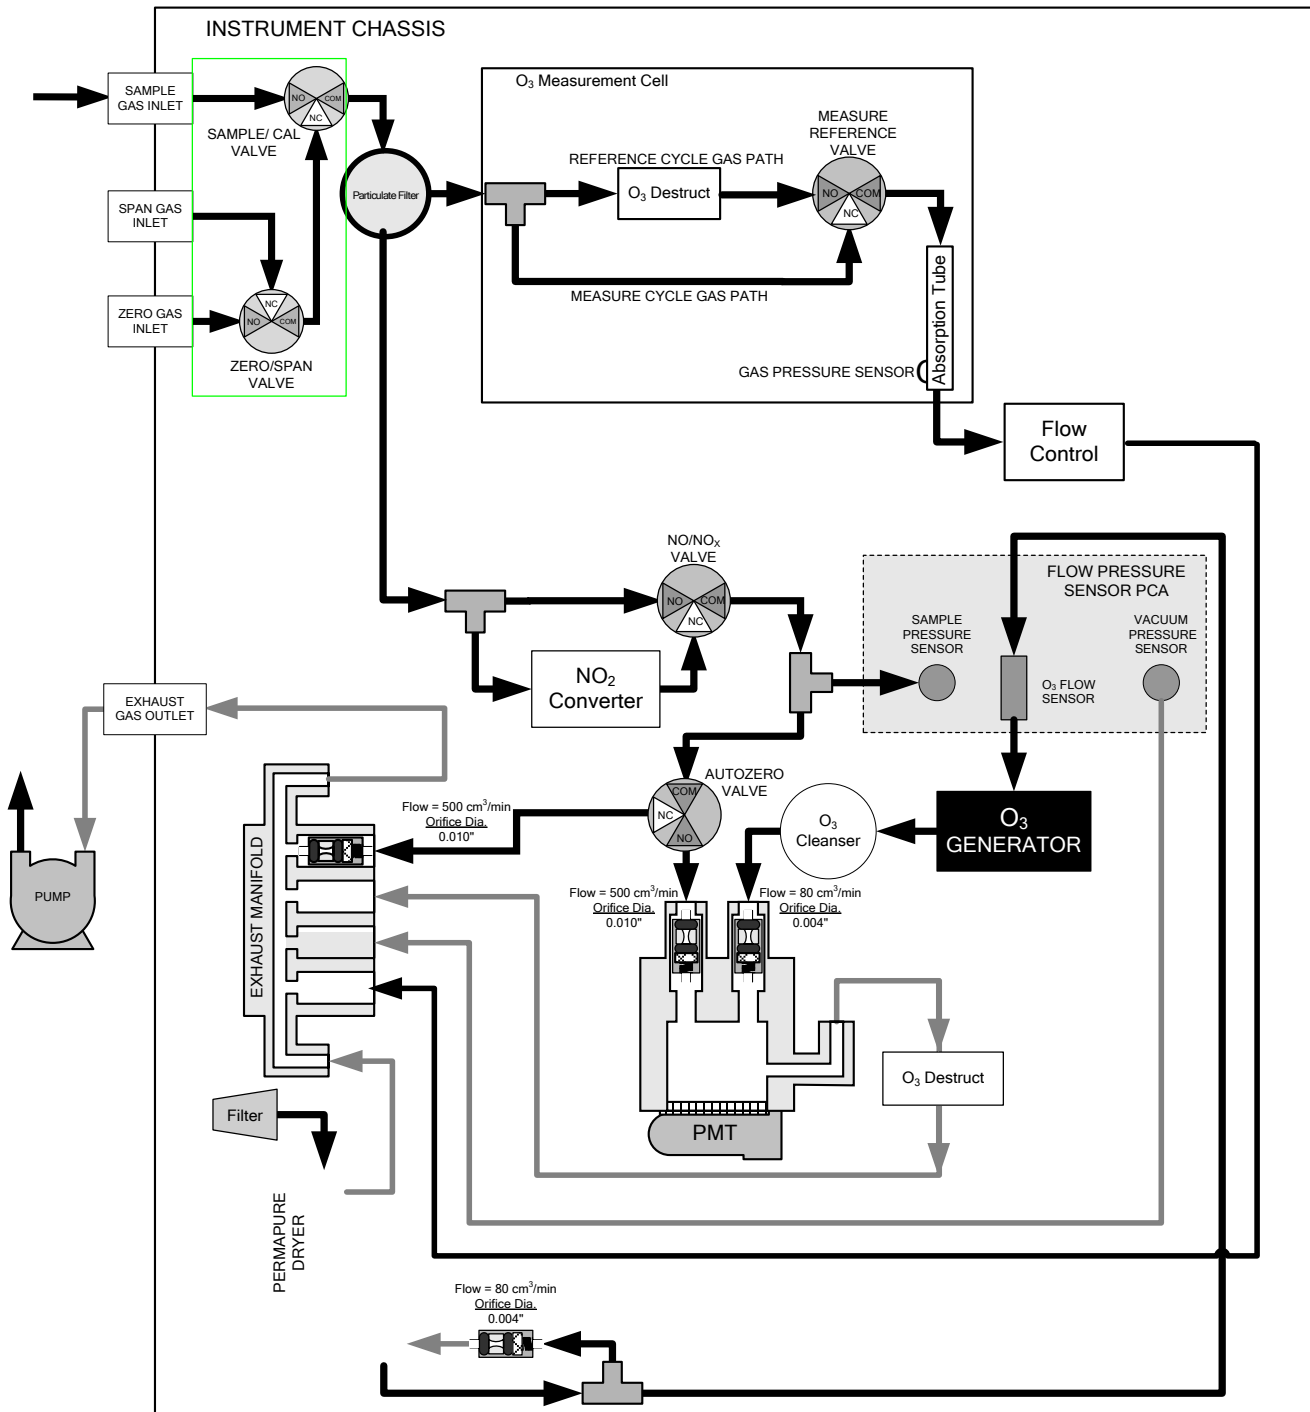 INSTRUMENT CHASSIS
SAMPLE
GAS INLET
NO
COM
NC
SAMPLE/ CAL
VALVE
SPAN GAS
INLET
ZERO GAS
INLET
NC
NO
COM
ZERO/SPAN
VALVE
Particulate Filter
O₃ Measurement Cell
MEASURE
REFERENCE
VALVE
REFERENCE CYCLE GAS PATH
O₃ Destruct
NO
COM
NC
MEASURE CYCLE GAS PATH
GAS PRESSURE SENSOR
Absorption Tube
Flow
Control
NO/NOₓ
VALVE
NO
COM
NC
NO₂
Converter
FLOW PRESSURE
SENSOR PCA
SAMPLE
PRESSURE
SENSOR
O₃ FLOW
SENSOR
VACUUM
PRESSURE
SENSOR
EXHAUST
GAS OUTLET
PUMP
EXHAUST MANIFOLD
Flow = 500 cm³/min
Orifice Dia.
0.010"
AUTOZERO
VALVE
COM
NC
NO
O₃
Cleanser
O₃
GENERATOR
Flow = 500 cm³/min
Orifice Dia.
0.010"
Flow = 80 cm³/min
Orifice Dia.
0.004"
O₃ Destruct
PMT
Filter
PERMAPURE
DRYER
Flow = 80 cm³/min
Orifice Dia.
0.004"